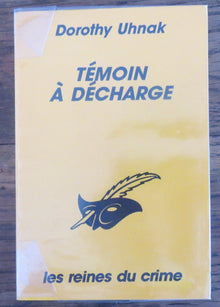 Dorothy Uhnak
TÉMOIN
À DÉCHARGE
les reines du crime